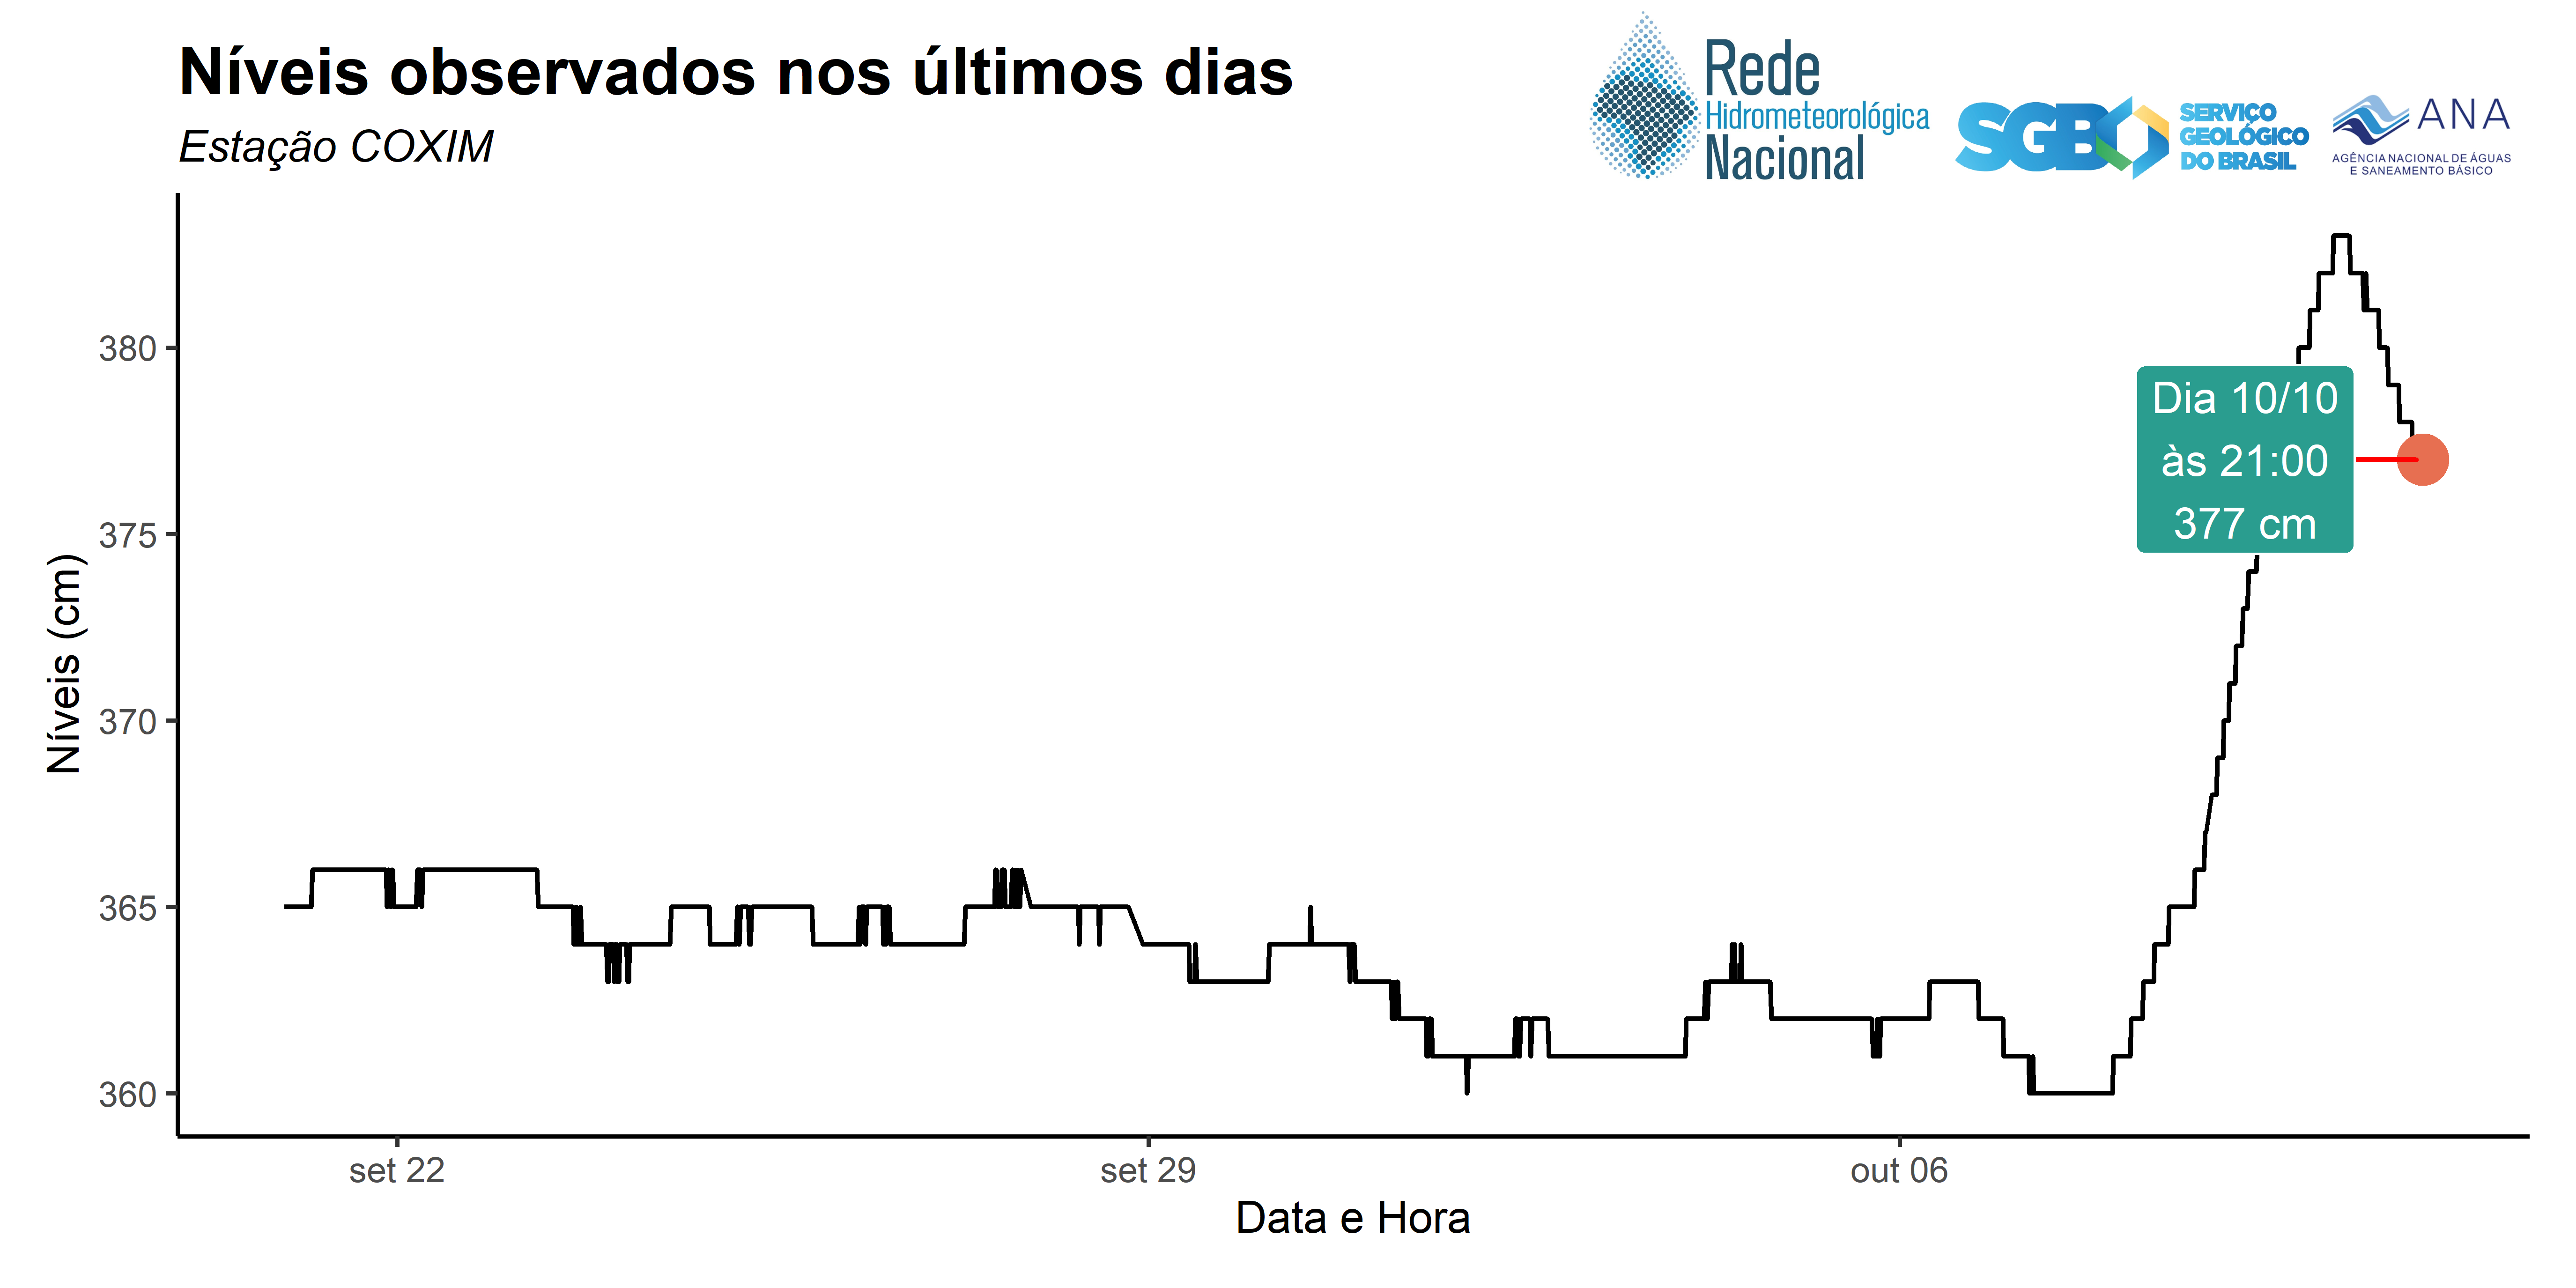 Níveis observados nos últimos dias
Estação COXIM
Rede
Hidrometeorológica
Nacional
SGB
SERVIÇO
GEOLÓGICO
DO BRASIL
ANA
AGÊNCIA NACIONAL DE ÁGUAS
E SANEAMENTO BÁSICO
Níveis (cm)
380
375
370
365
360
Dia 10/10
às 21:00
377 cm
set 22
set 29
out 06
Data e Hora